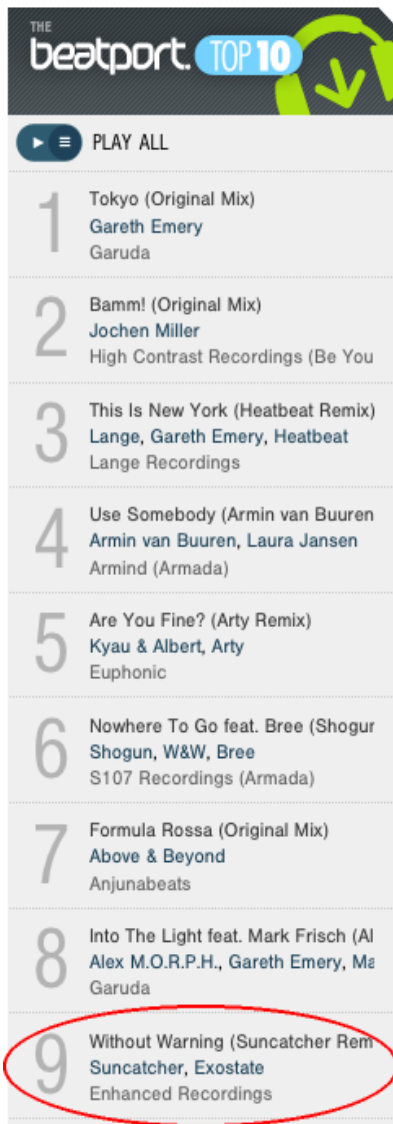 THE
beatport. TOP 10
PLAY ALL
1
Tokyo (Original Mix)
Gareth Emery
Garuda
2
Bamm! (Original Mix)
Jochen Miller
High Contrast Recordings (Be You
3
This Is New York (Heatbeat Remix)
Lange, Gareth Emery, Heatbeat
Lange Recordings
4
Use Somebody (Armin van Buuren
Armin van Buuren, Laura Jansen
Armind (Armada)
5
Are You Fine? (Arty Remix)
Kyau & Albert, Arty
Euphonic
6
Nowhere To Go feat. Bree (Shogun
Shogun, W&W, Bree
S107 Recordings (Armada)
7
Formula Rossa (Original Mix)
Above & Beyond
Anjunabeats
8
Into The Light feat. Mark Frisch (Al
Alex M.O.R.P.H., Gareth Emery, Ma
Garuda
9
Without Warning (Suncatcher Rem
Suncatcher, Exostate
Enhanced Recordings